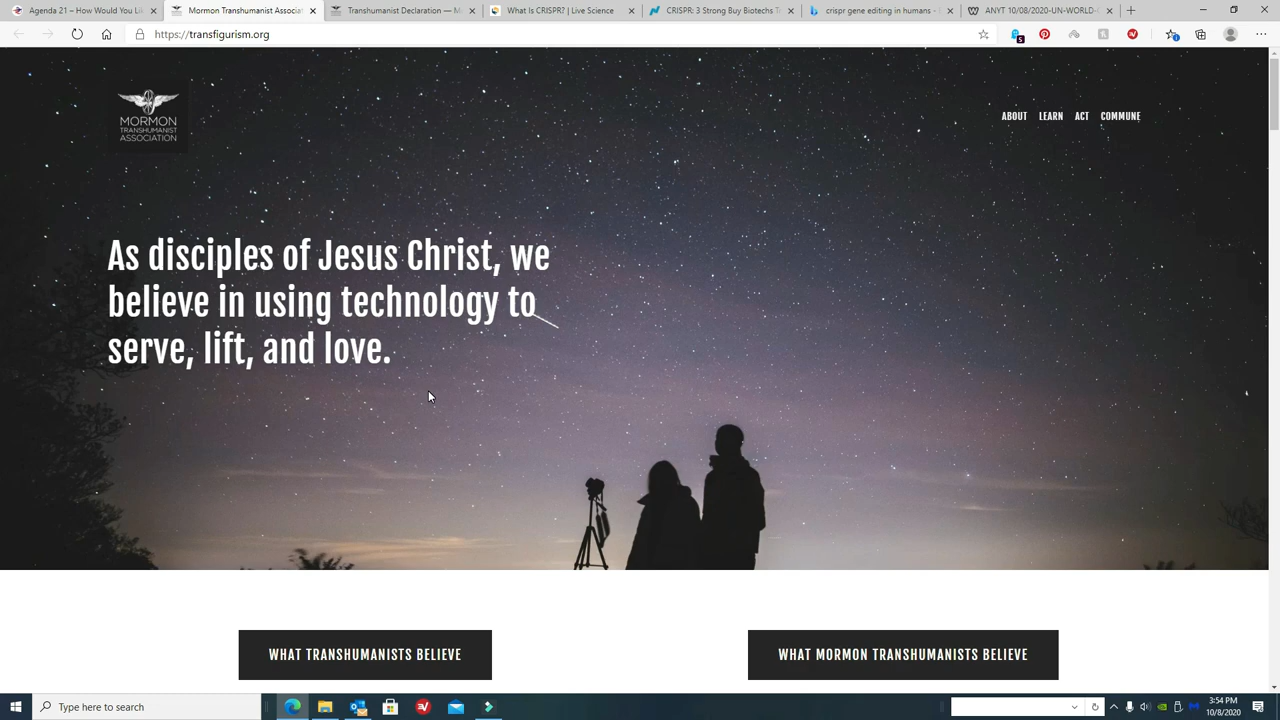 Agenda 21 – How Would You Li
Mormon Transhumanist Associat
Transhumanist Declaration — M
What Is CRISPR? | Live Science
CRISPR: 3 Strong Buy Biotechs T
crispr gene editing in humans -
ANYT 10/08/2020-UN-WORLD-
https://transfigurism.org
MORMON
TRANSHUMANIST
ASSOCIATION
ABOUT LEARN ACT COMMUNE
As disciples of Jesus Christ, we
believe in using technology to
serve, lift, and love.
WHAT TRANSHUMANISTS BELIEVE
WHAT MORMON TRANSHUMANISTS BELIEVE
Type here to search
3:54 PM
10/8/2020